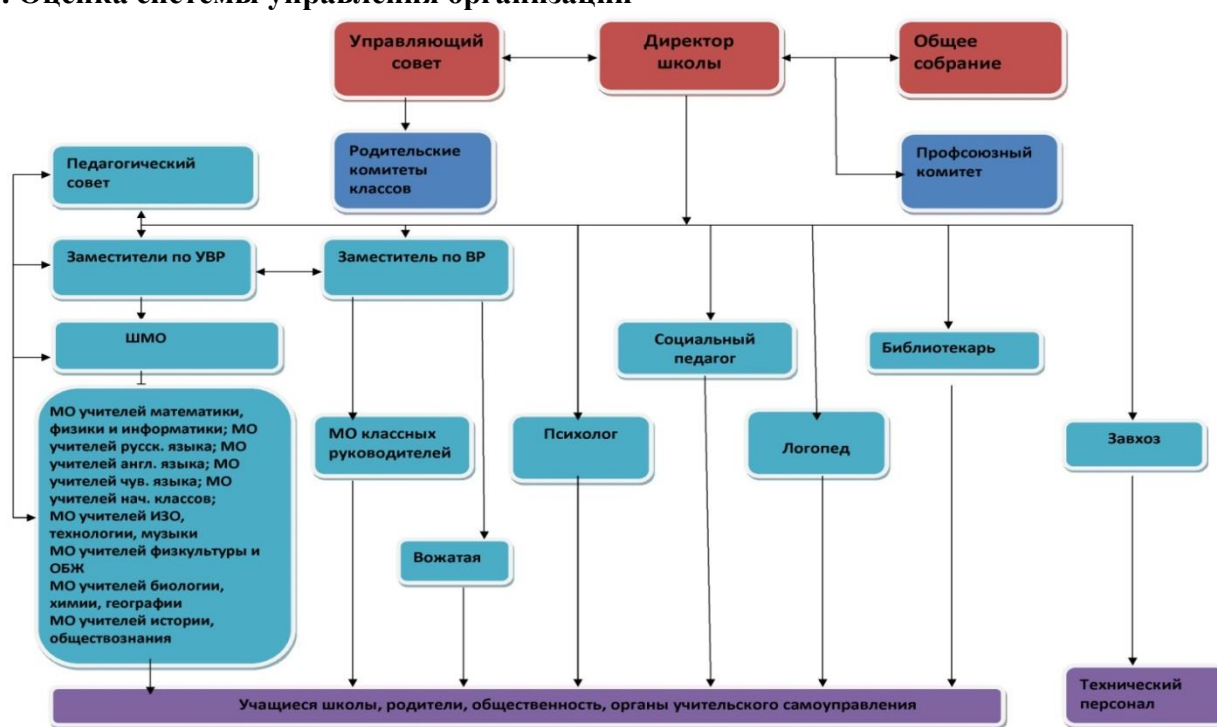 . Оценка системы управления организации
Управляющий
совет
Директор
школы
Общее
собрание
Родительские
комитеты
классов
Профсоюзный
комитет
Педагогический
совет
Заместители по УВР
Заместитель по ВР
ШМО
Социальный
педагог
Библиотекарь
МО учителей математики,
физики и информатики; МО
учителей русск. языка; МО
учителей англ. языка; МО
учителей чув. языка; МО
учителей нач. классов;
МО учителей ИЗО,
технологии, музыки
МО учителей физкультуры и
ОБЖ
МО учителей биологии,
химии, географии
МО учителей истории,
обществознания
МО классных
руководителей
Психолог
Логопед
Завхоз
Вожатая
Учащиеся школы, родители, общественность, органы учительского самоуправления
Технический
персонал